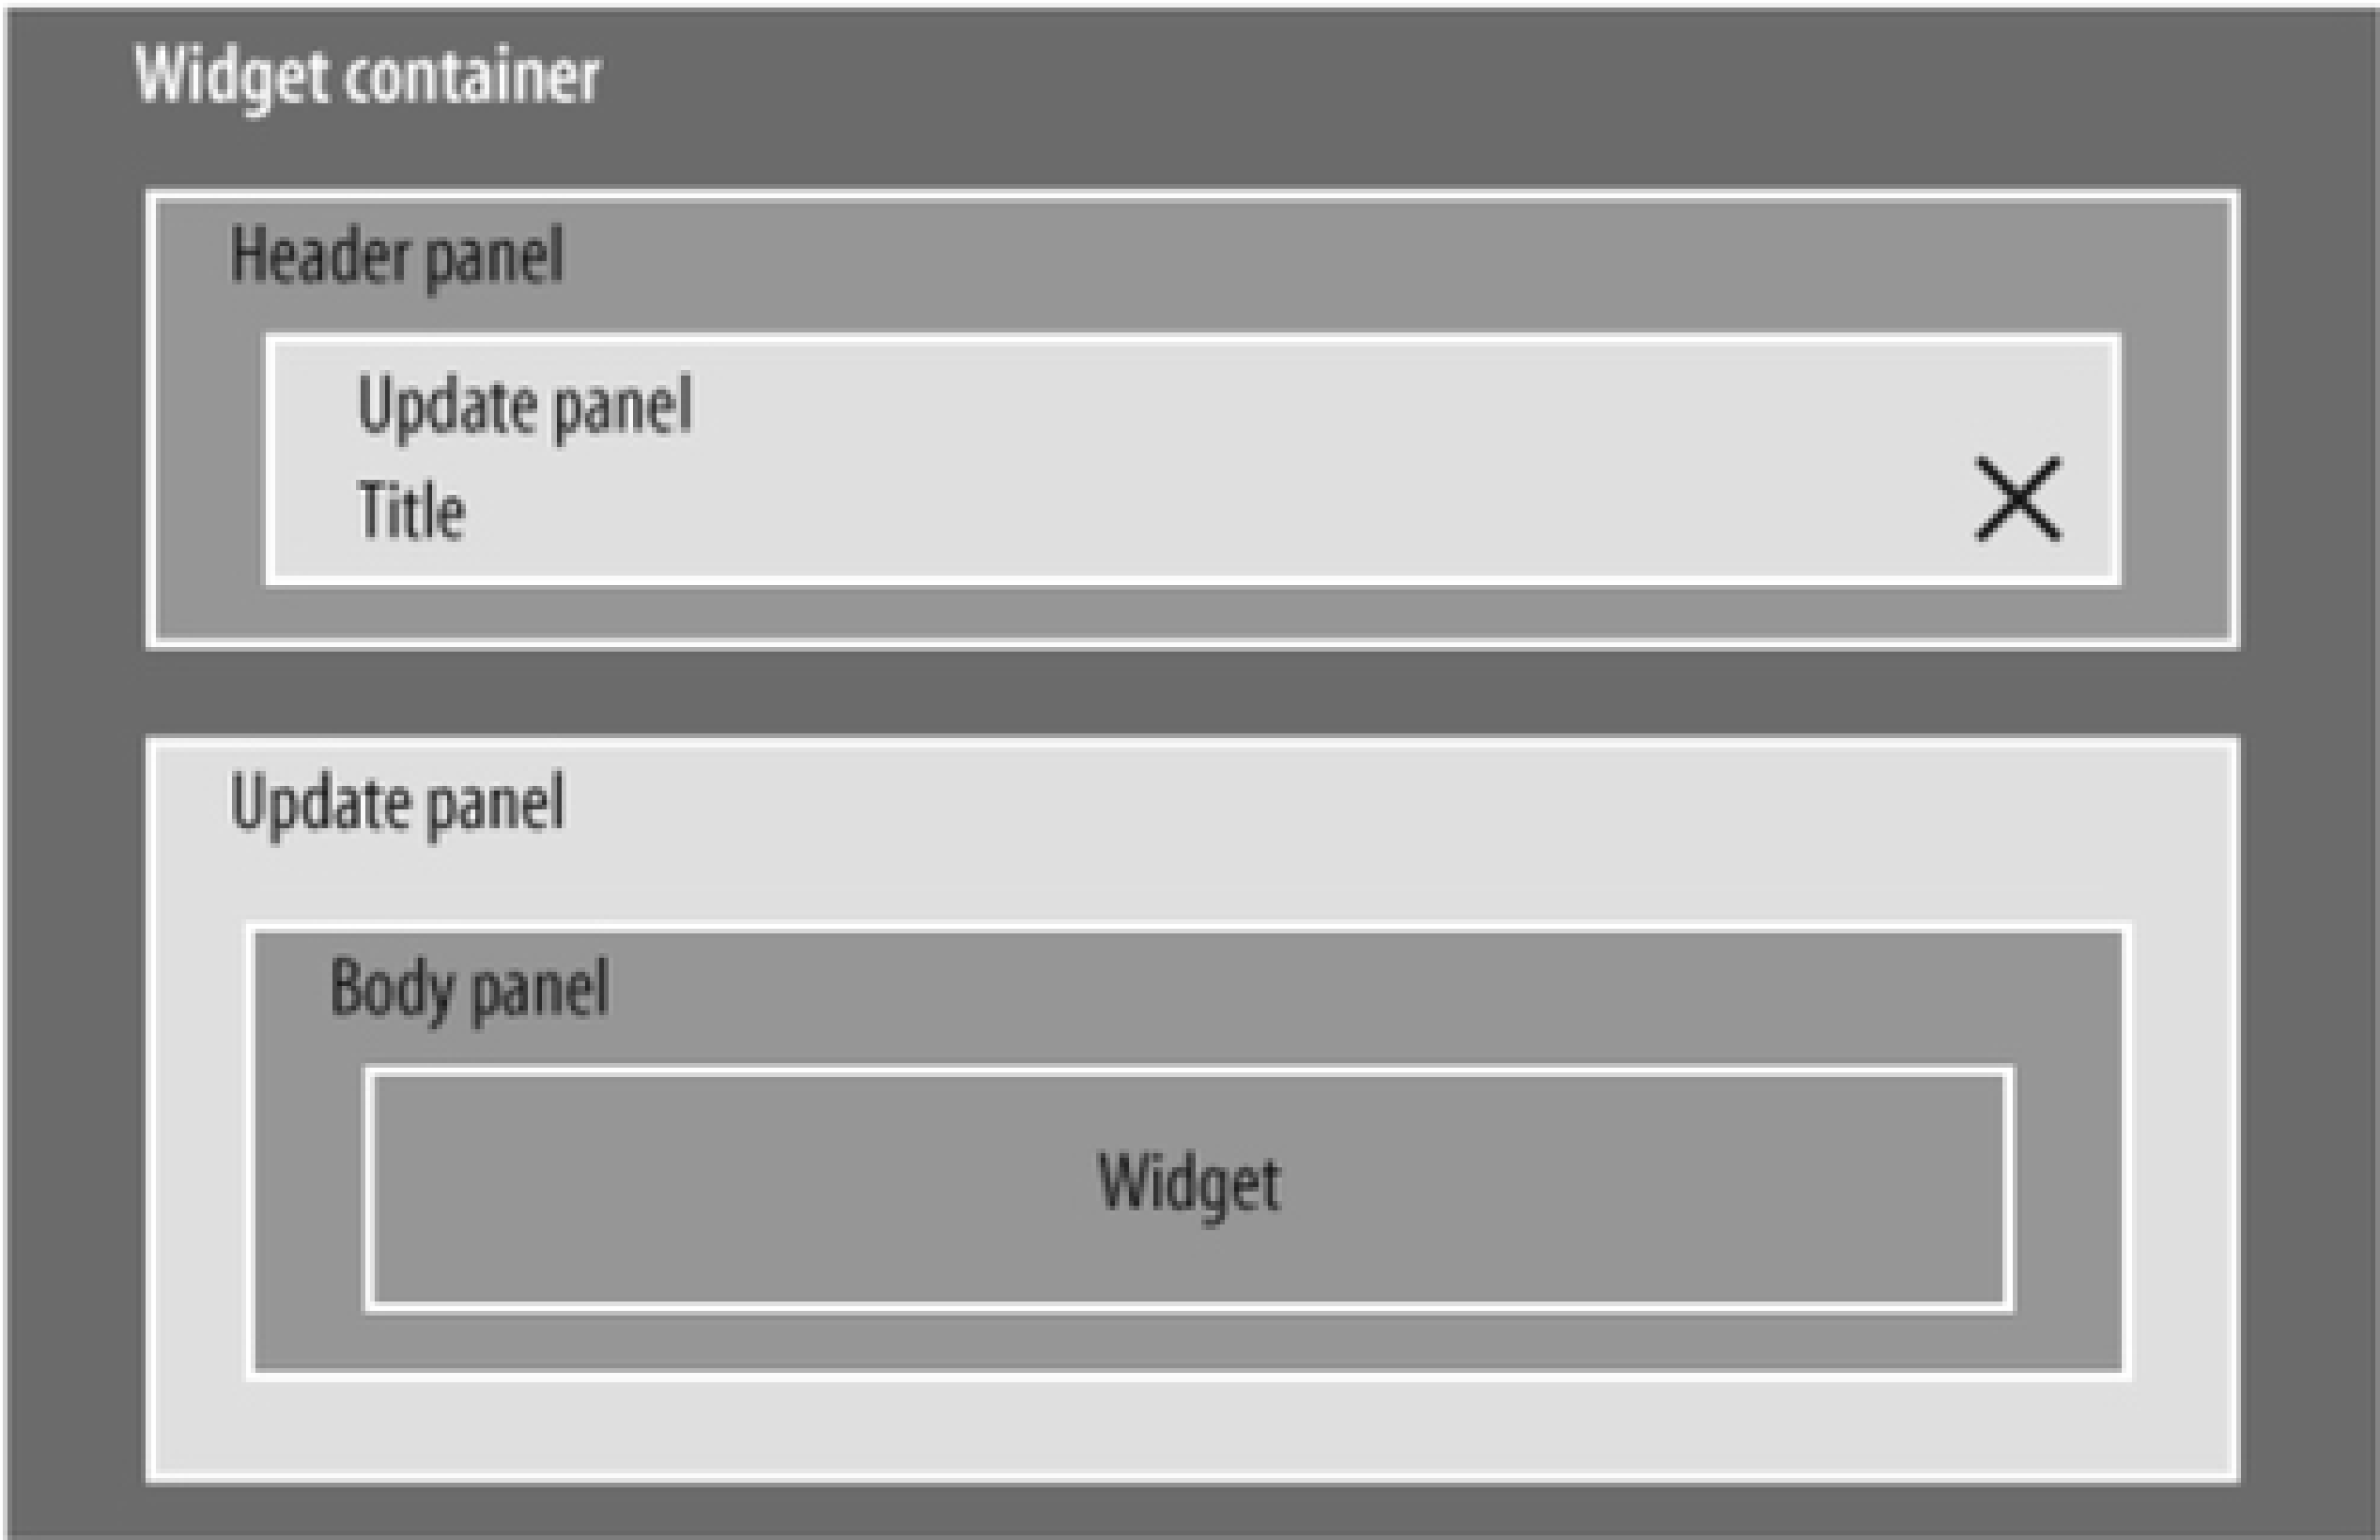 Widget container
Header panel
Update panel
Title
Update panel
Body panel
Widget